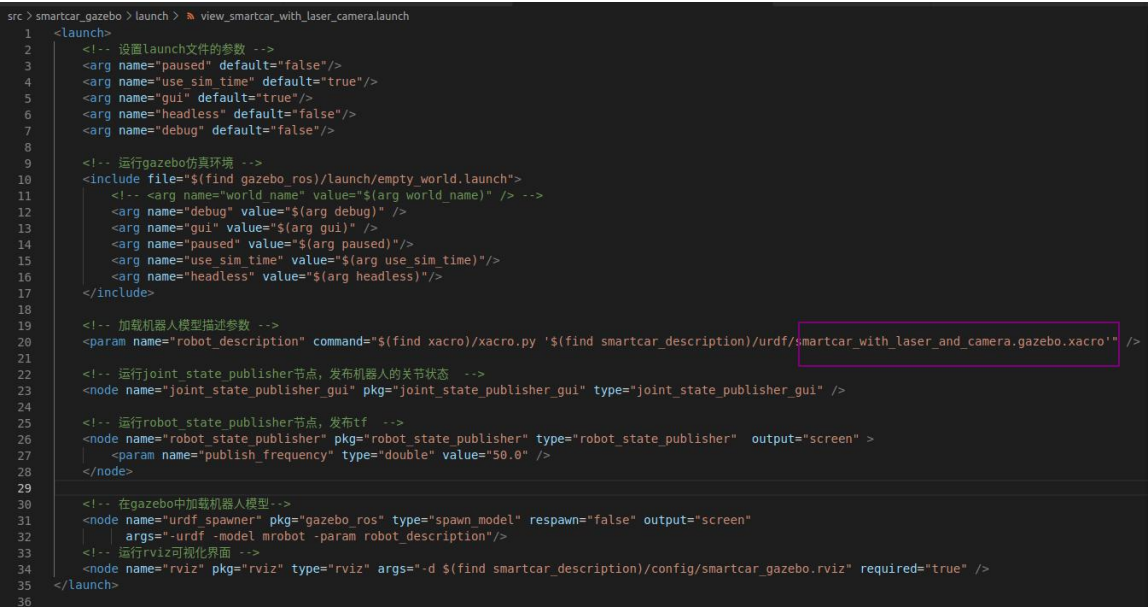 src > smartcar_gazebo > launch > view_smartcar_with_laser_camera.launch
1 <launch>
2 <!-- 设置launch文件的参数 -->
3 <arg name="paused" default="false"/>
4 <arg name="use_sim_time" default="true"/>
5 <arg name="gui" default="true"/>
6 <arg name="headless" default="false"/>
7 <arg name="debug" default="false"/>
8
9 <!-- 运行gazebo仿真环境 -->
10 <include file="$(find gazebo_ros)/launch/empty_world.launch">
11 <!-- <arg name="world_name" value="$(arg world_name)" /> -->
12 <arg name="debug" value="$(arg debug)" />
13 <arg name="gui" value="$(arg gui)" />
14 <arg name="paused" value="$(arg paused)"/>
15 <arg name="use_sim_time" value="$(arg use_sim_time)"/>
16 <arg name="headless" value="$(arg headless)"/>
17 </include>
18
19 <!-- 加载机器人模型描述参数 -->
20 <param name="robot_description" command="$(find xacro)/xacro.py '$(find smartcar_description)/urdf/smartcar_with_laser_and_camera.gazebo.xacro'" />
21
22 <!-- 运行joint_state_publisher节点，发布机器人的关节状态 -->
23 <node name="joint_state_publisher_gui" pkg="joint_state_publisher_gui" type="joint_state_publisher_gui" />
24
25 <!-- 运行robot_state_publisher节点，发布tf -->
26 <node name="robot_state_publisher" pkg="robot_state_publisher" type="robot_state_publisher" output="screen" >
27 <param name="publish_frequency" type="double" value="50.0" />
28 </node>
29
30 <!-- 在gazebo中加载机器人模型-->
31 <node name="urdf_spawner" pkg="gazebo_ros" type="spawn_model" respawn="false" output="screen"
32 args="-urdf -model mrobot -param robot_description"/>
33 <!-- 运行rviz可视化界面 -->
34 <node name="rviz" pkg="rviz" type="rviz" args="-d $(find smartcar_description)/config/smartcar_gazebo.rviz" required="true" />
35 </launch>
36